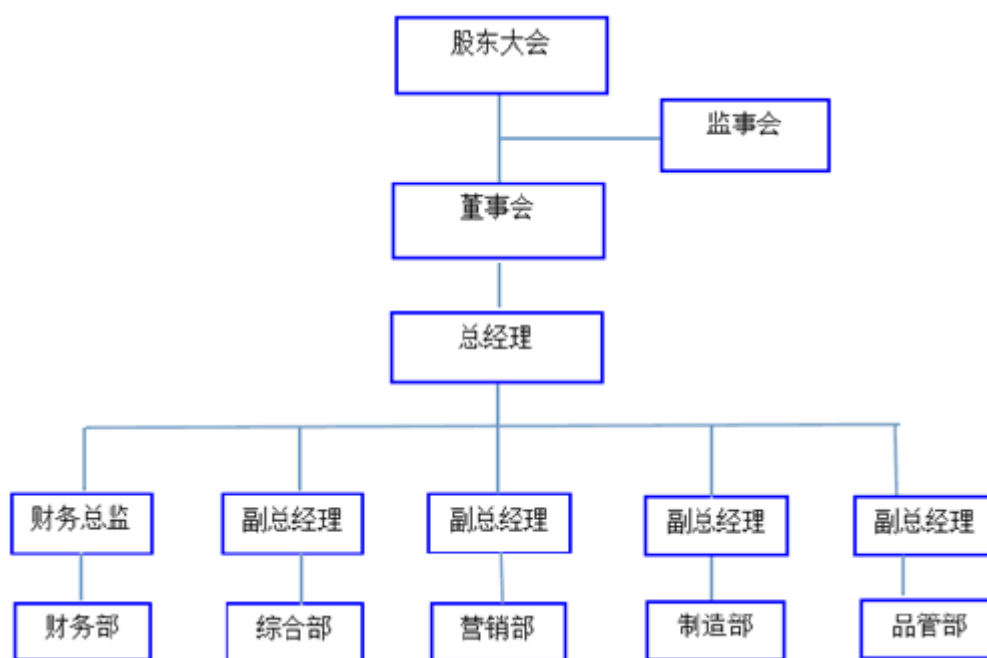 股东大会
监事会
董事会
总经理
财务总监
副总经理
副总经理
副总经理
副总经理
财务部
综合部
营销部
制造部
品管部